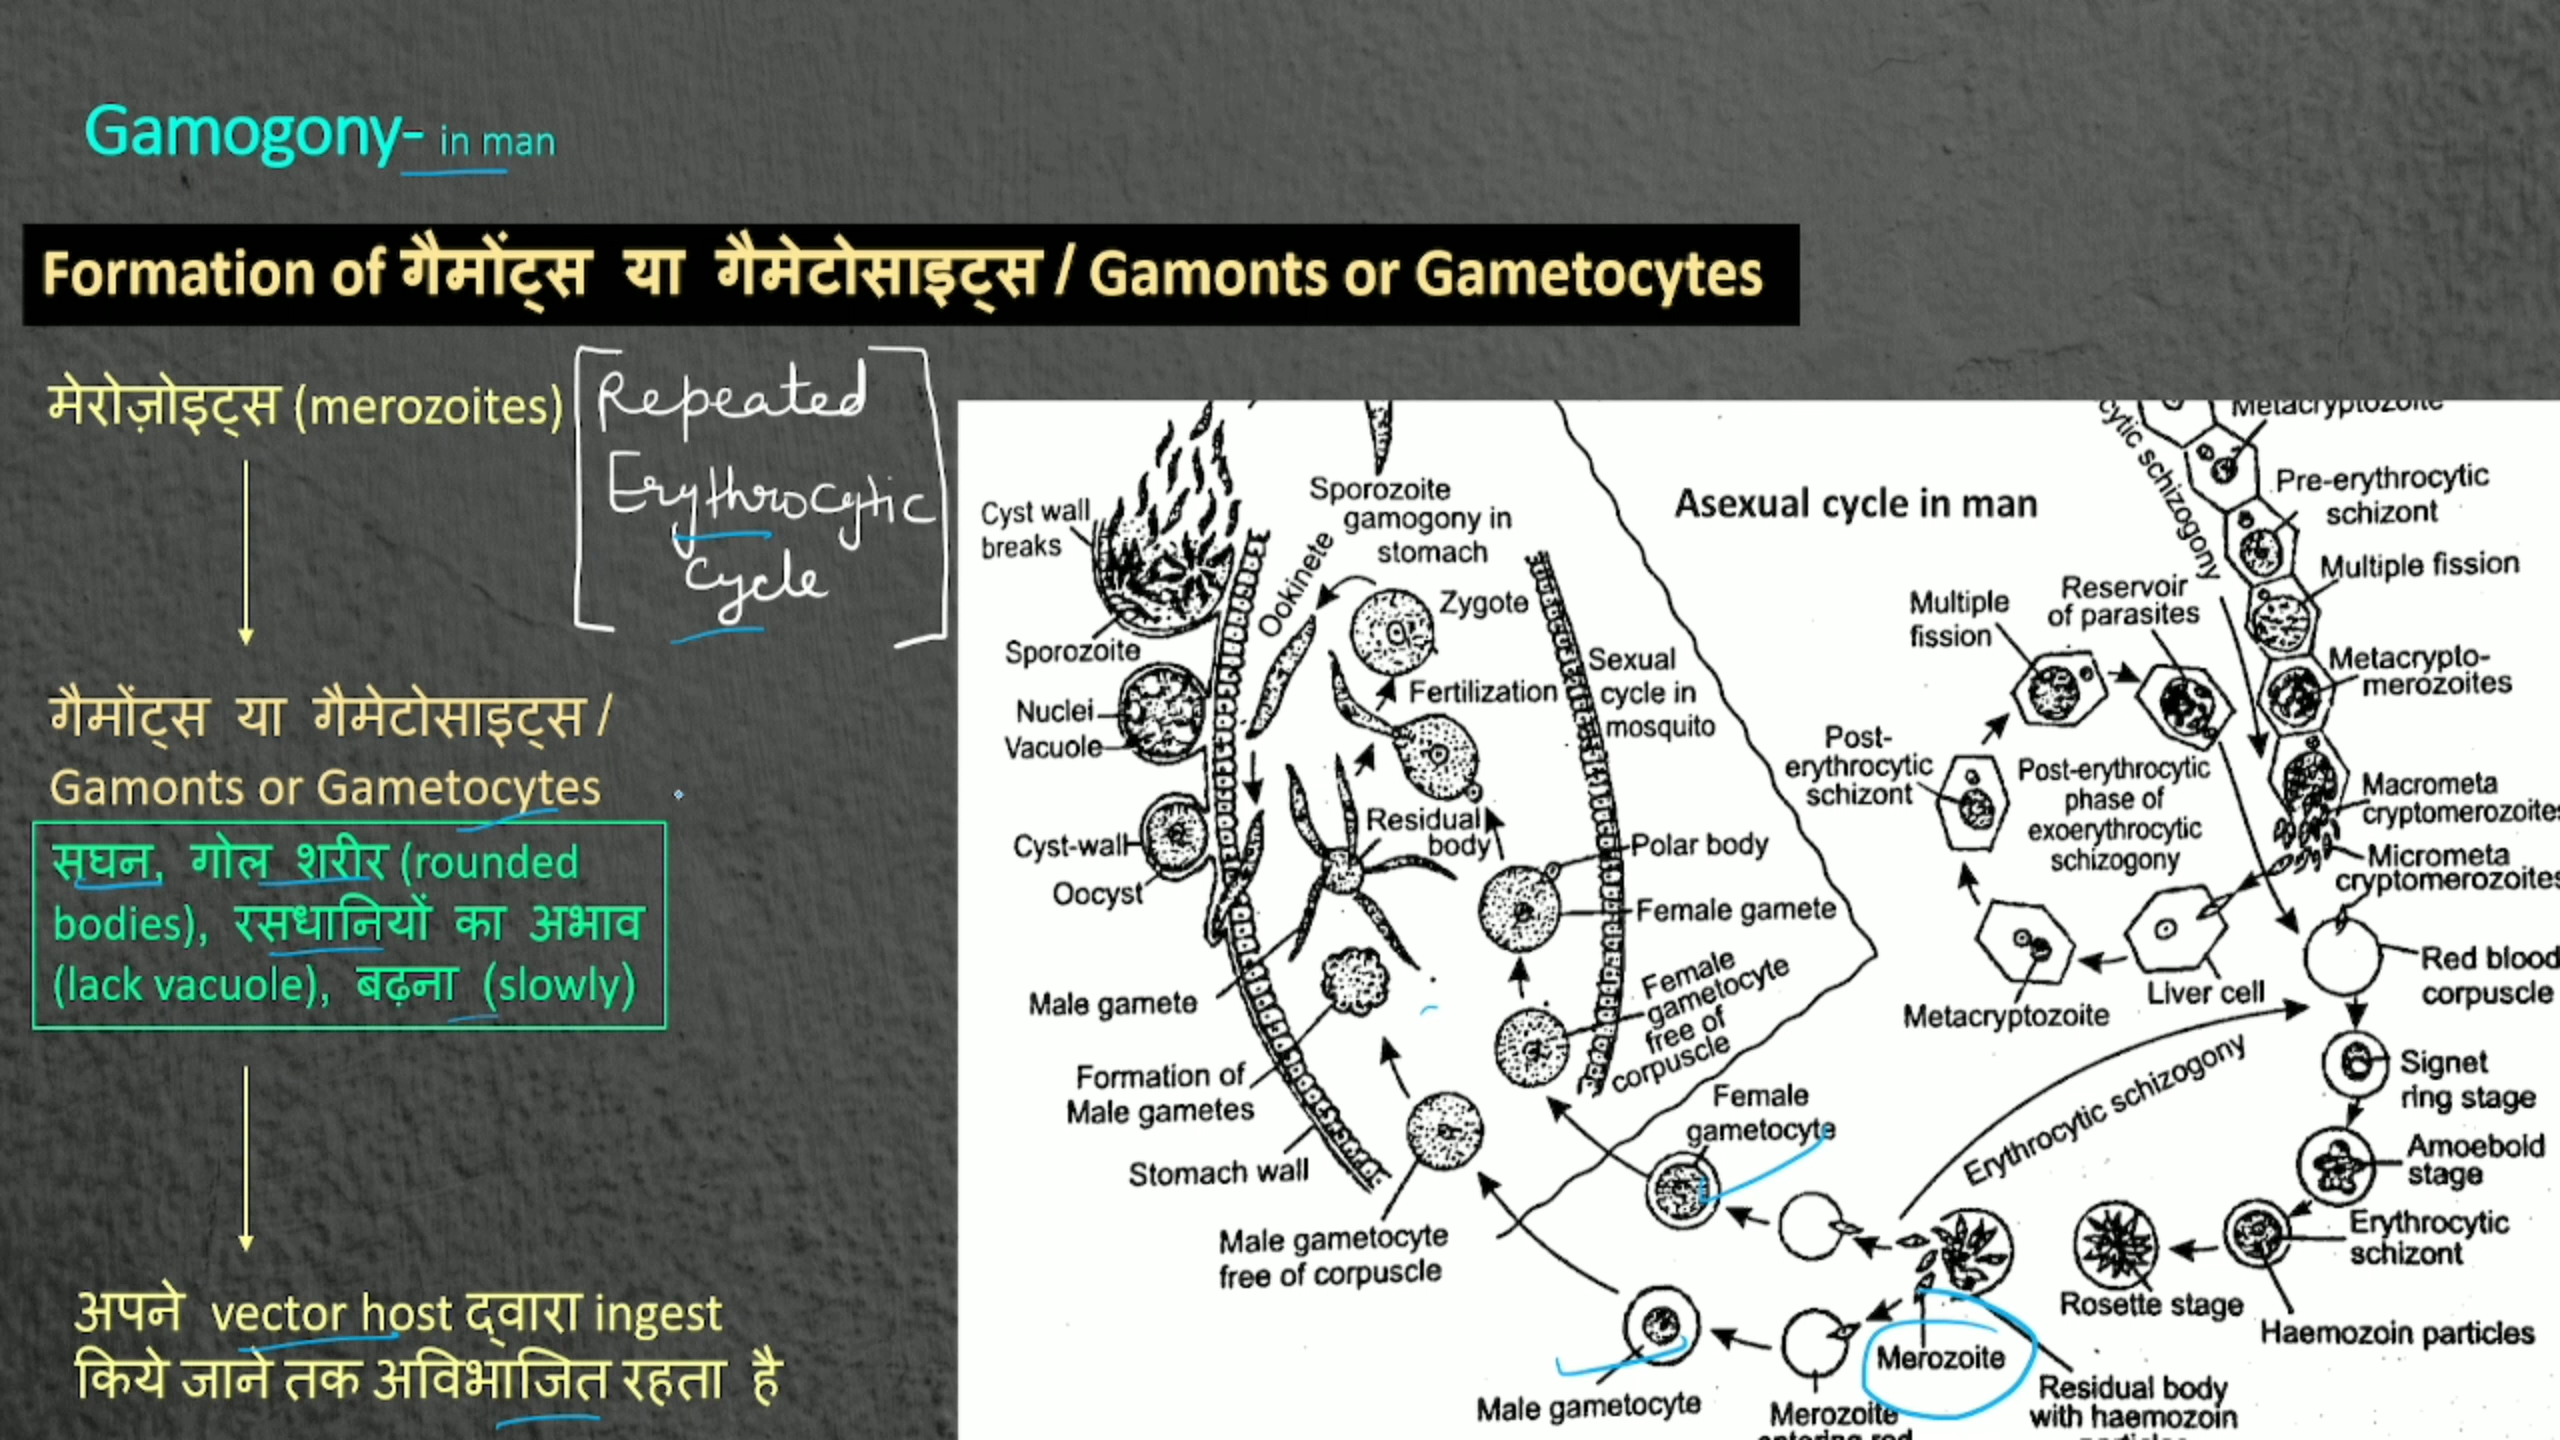 Gamogony- in man
Formation of गैमोंट्स या गैमेटोसाइट्स / Gamonts or Gametocytes
मेरोज़ोइट्स (merozoites)
Repeated
Erythrocytic
cycle
गैमोंट्स या गैमेटोसाइट्स /
Gamonts or Gametocytes
सघन, गोल शरीर (rounded
bodies), रसधानियों का अभाव
(lack vacuole), बढ़ना (slowly)
अपने vector host द्वारा ingest
किये जाने तक अविभाजित रहता है
Cyst wall
breaks
Sporozoite
Nuclei
Vacuole
Cyst-wall
Oocyst
Male gamete
Formation of
Male gametes
Stomach wall
Male gametocyte
free of corpuscle
Sporozoite
gamogony in
stomach
Ookinete
Zygote
Fertilization
Residual
body
Sexual
cycle in
mosquito
Polar body
Female gamete
Female
gametocyte
free of
corpuscle
Female
gametocyte
Male gametocyte
Merozoite
Merozoite
Residual body
with haemozoin
Asexual cycle in man
Metacryptozoite
cytic schizogony
Pre-erythrocytic
schizont
Multiple fission
Metacrypto-
merozoites
Macrometa
cryptomerozoites
Micrometa
cryptomerozoites
Multiple
fission
Reservoir
of parasites
Post-
erythrocytic
schizont
Post-erythrocytic
phase of
exoerythrocytic
schizogony
Metacryptozoite
Liver cell
Red blood
corpuscle
Erythrocytic schizogony
Signet
ring stage
Amoeboid
stage
Erythrocytic
schizont
Rosette stage
Haemozoin particles